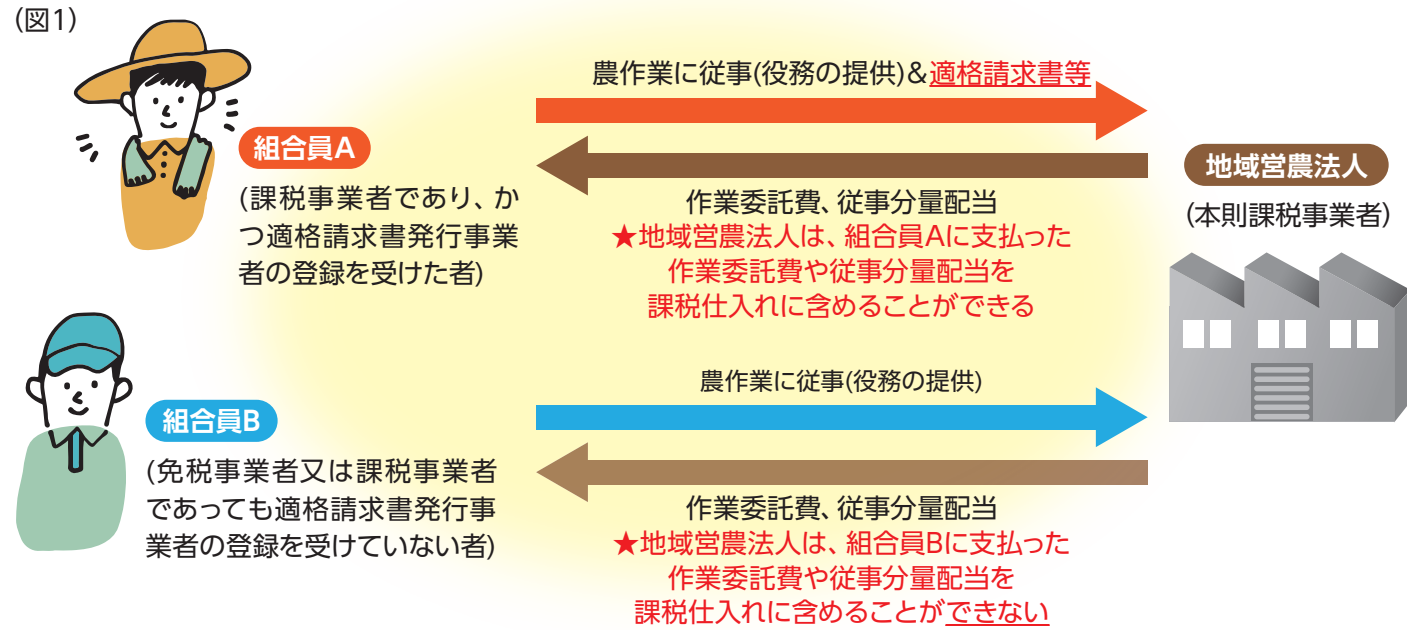 (図1)
農作業に従事(役務の提供)&適格請求書等
組合員A
(課税事業者であり、か
つ適格請求書発行事業
者の登録を受けた者)
作業委託費、従事分量配当
★地域営農法人は、組合員Aに支払った
作業委託費や従事分量配当を
課税仕入れに含めることができる
地域営農法人
(本則課税事業者)
農作業に従事(役務の提供)
組合員B
(免税事業者又は課税事業者
であっても適格請求書発行事
業者の登録を受けていない者)
作業委託費、従事分量配当
★地域営農法人は、組合員Bに支払った
作業委託費や従事分量配当を
課税仕入れに含めることができない